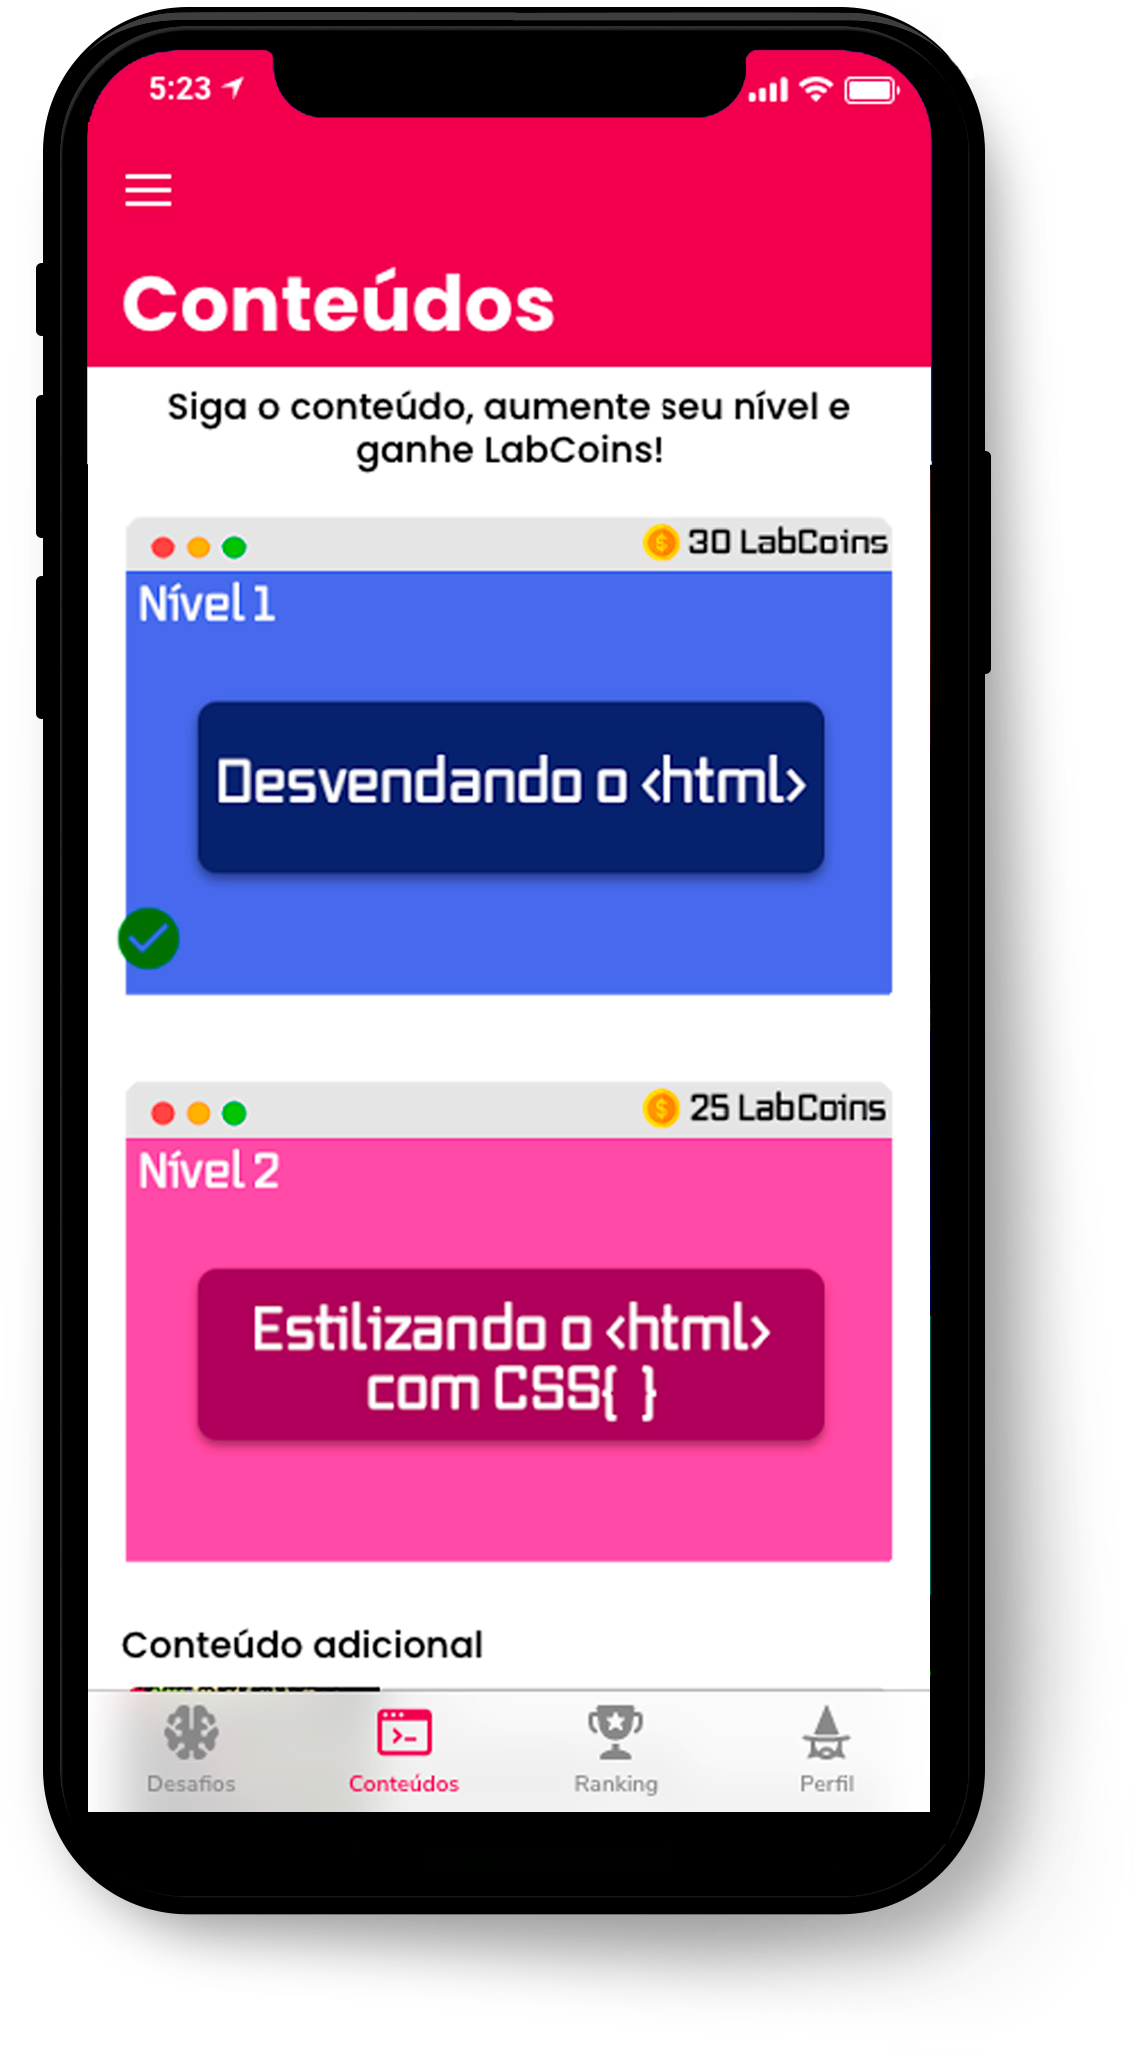 5:23
Conteúdos
Siga o conteúdo, aumente seu nível e
ganhe LabCoins!
30 LabCoins
Nível 1
Desvendando o <html>
25 LabCoins
Nível 2
Estilizando o <html>
com CSS{ }
Conteúdo adicional
Desafios
Conteúdos
Ranking
Perfil